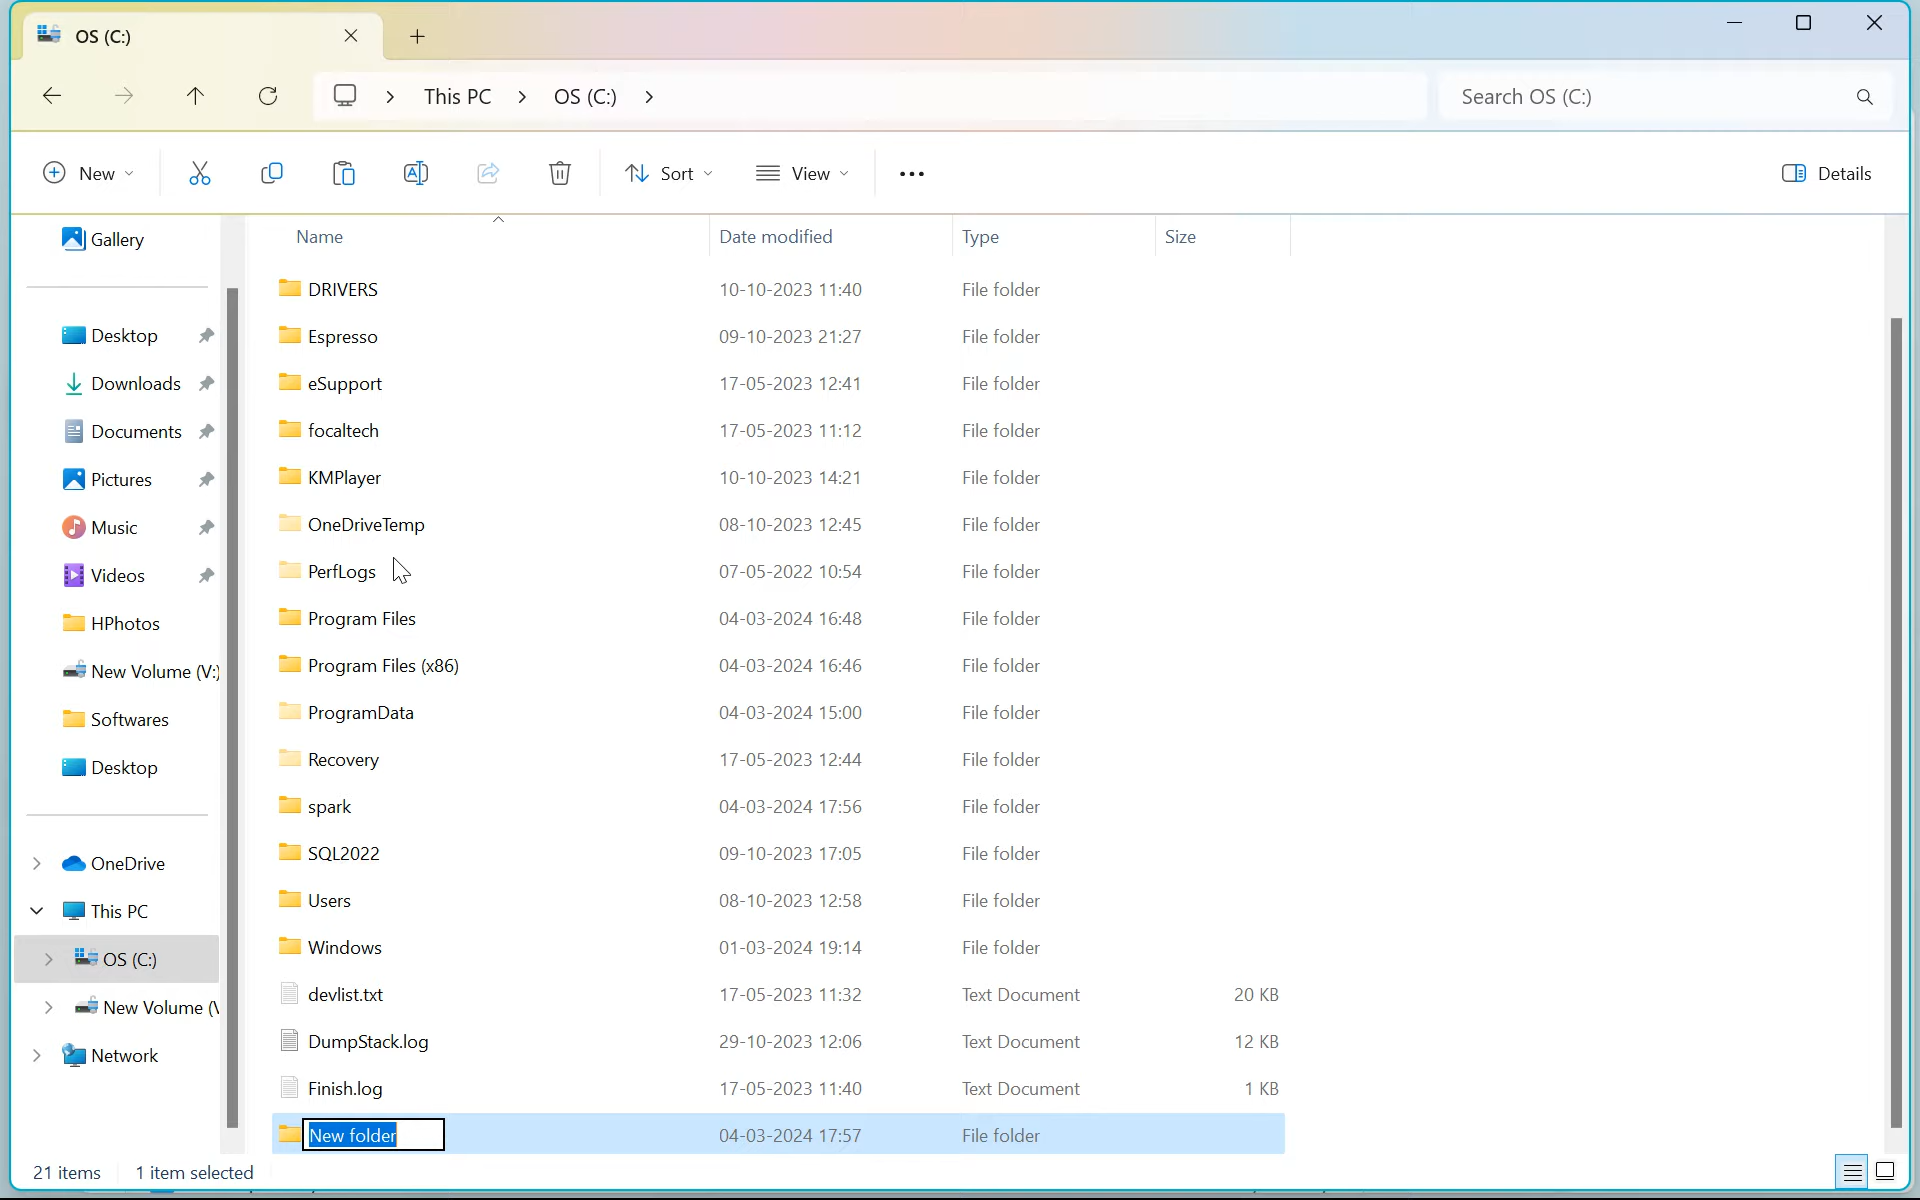 OS (C:)
This PC OS (C:) Search OS (C:)
New Sort View Details
Name Date modified Type Size
Gallery
Desktop
Downloads
Documents
Pictures
Music
Videos
HPhotos
New Volume (V:)
Softwares
Desktop
OneDrive
This PC
OS (C:)
New Volume (V
Network
DRIVERS 10-10-2023 11:40 File folder
Espresso 09-10-2023 21:27 File folder
eSupport 17-05-2023 12:41 File folder
focaltech 17-05-2023 11:12 File folder
KMPlayer 10-10-2023 14:21 File folder
OneDriveTemp 08-10-2023 12:45 File folder
PerfLogs 07-05-2022 10:54 File folder
Program Files 04-03-2024 16:48 File folder
Program Files (x86) 04-03-2024 16:46 File folder
ProgramData 04-03-2024 15:00 File folder
Recovery 17-05-2023 12:44 File folder
spark 04-03-2024 17:56 File folder
SQL2022 09-10-2023 17:05 File folder
Users 08-10-2023 12:58 File folder
Windows 01-03-2024 19:14 File folder
devlist.txt 17-05-2023 11:32 Text Document 20 KB
DumpStack.log 29-10-2023 12:06 Text Document 12 KB
Finish.log 17-05-2023 11:40 Text Document 1 KB
New folder 04-03-2024 17:57 File folder
21 items 1 item selected